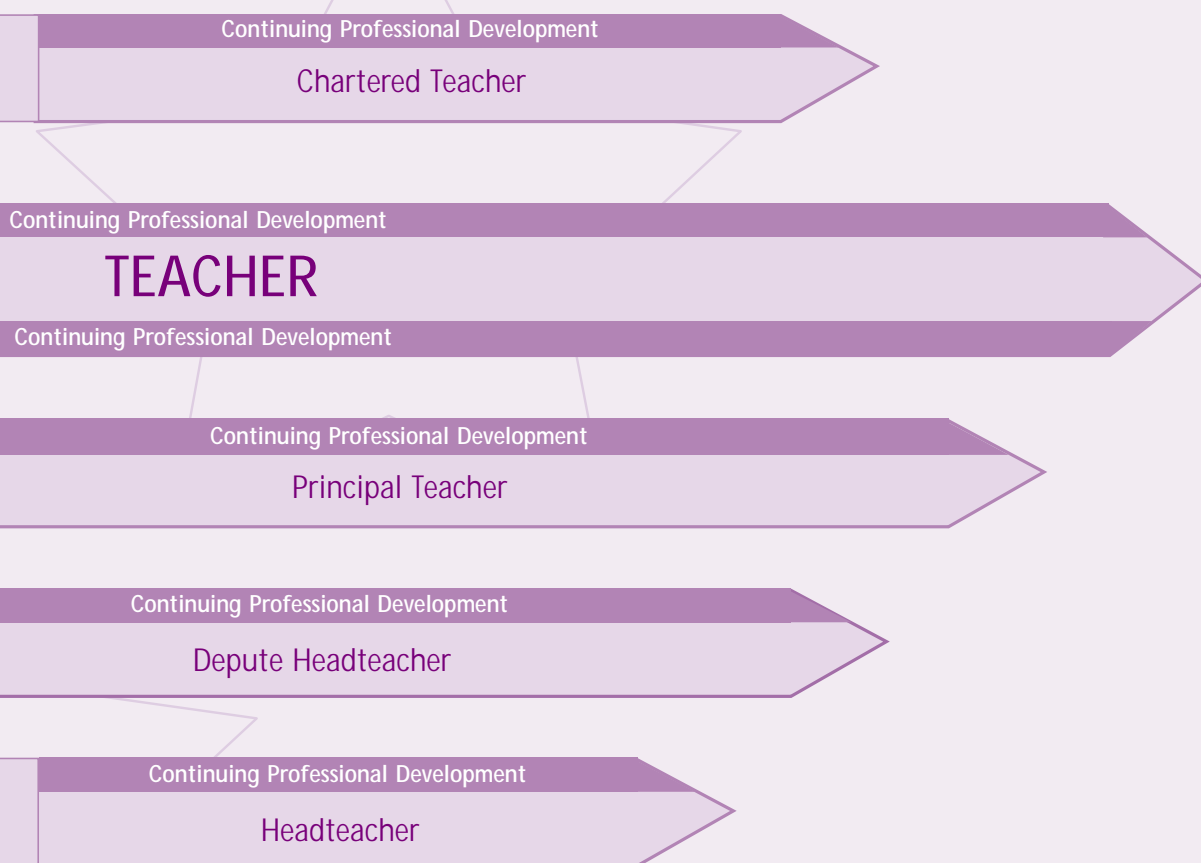 Continuing Professional Development
Chartered Teacher
Continuing Professional Development
TEACHER
Continuing Professional Development
Continuing Professional Development
Principal Teacher
Continuing Professional Development
Depute Headteacher
Continuing Professional Development
Headteacher